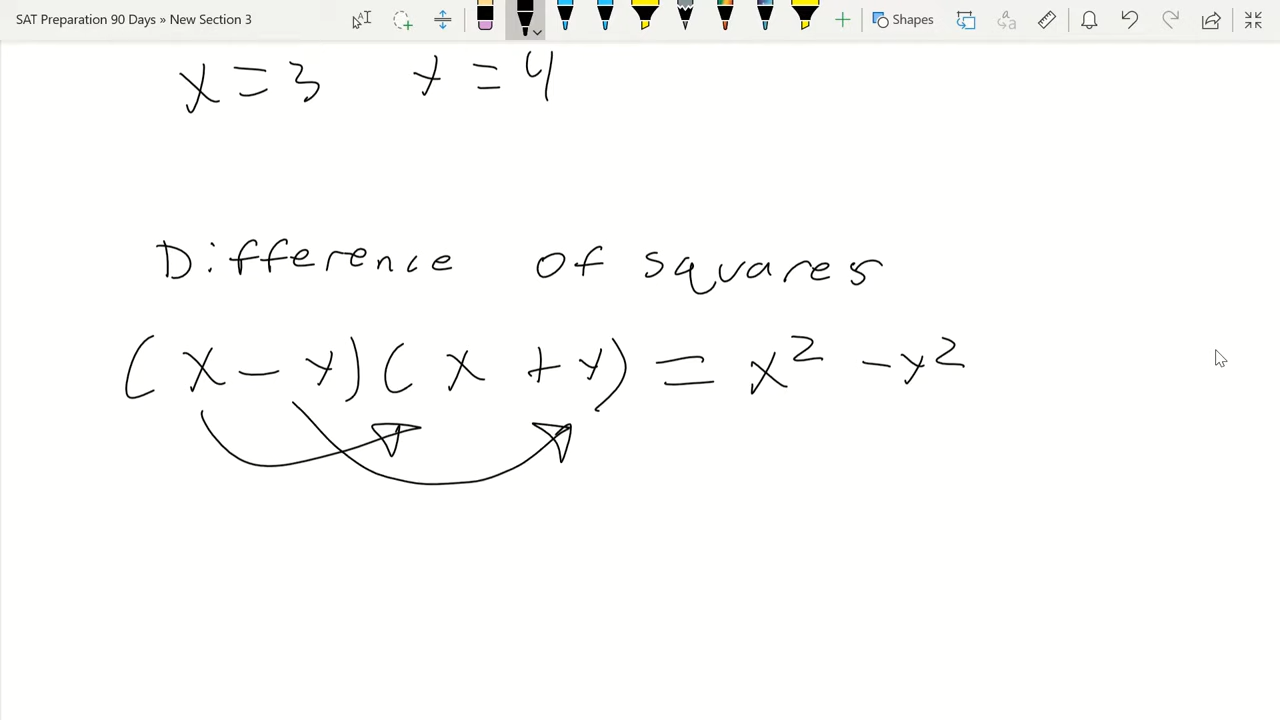 SAT Preparation 90 Days » New Section 3
Shapes
x = 3 x = 4
Difference of squares
(x - y)(x + y) = x² - y²